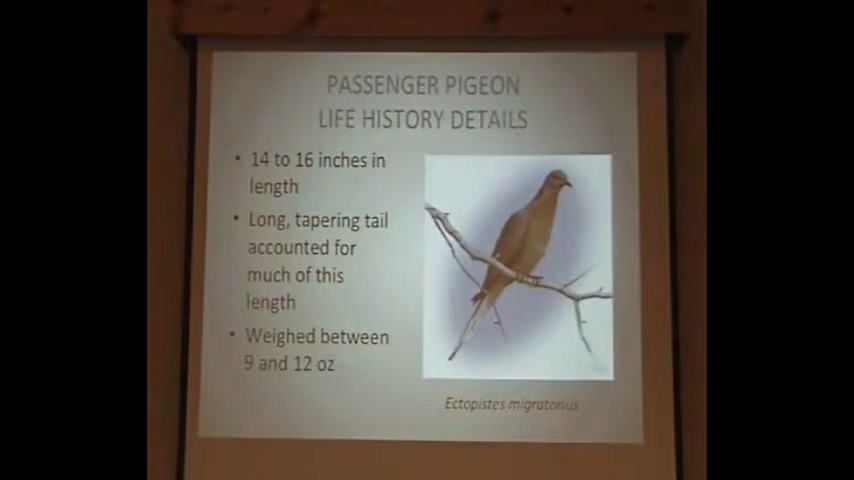 PASSENGER PIGEON
LIFE HISTORY DETAILS
• 14 to 16 inches in
length
• Long, tapering tail
accounted for
much of this
length
• Weighed between
9 and 12 oz
Ectopistes migratorius